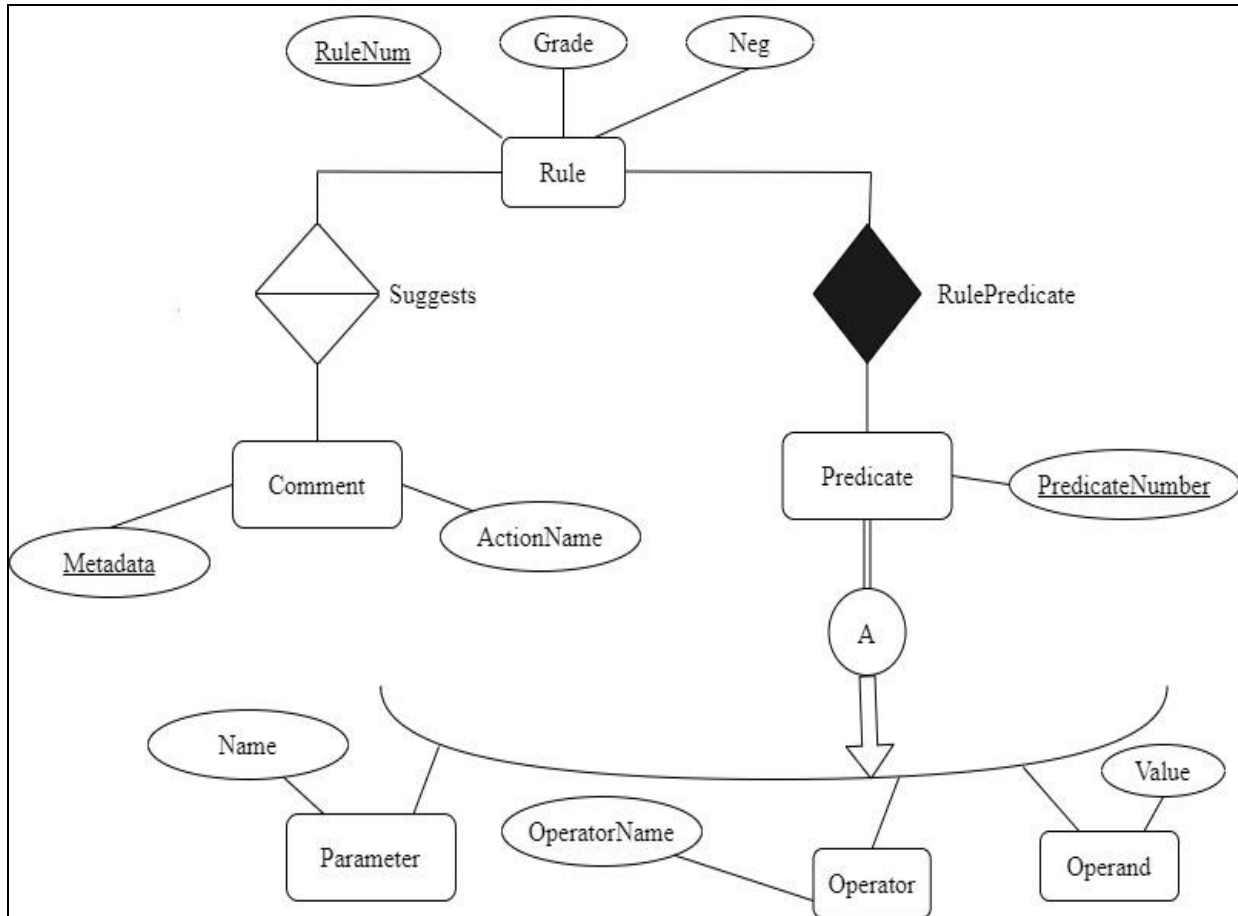 RuleNum
Grade
Neg
Rule
Suggests
RulePredicate
Comment
Predicate
PredicateNumber
Metadata
ActionName
A
Name
Value
OperatorName
Parameter
Operator
Operand